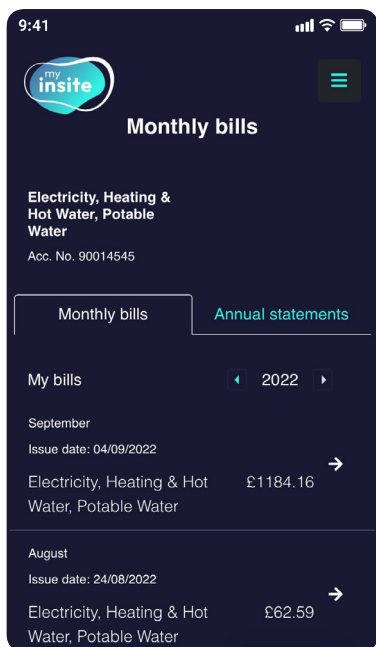 9:41
my
insite
Monthly bills
Electricity, Heating &
Hot Water, Potable
Water
Acc. No. 90014545
Monthly bills
Annual statements
My bills
2022
September
Issue date: 04/09/2022
Electricity, Heating & Hot
Water, Potable Water
£1184.16
August
Issue date: 24/08/2022
Electricity, Heating & Hot
Water, Potable Water
£62.59